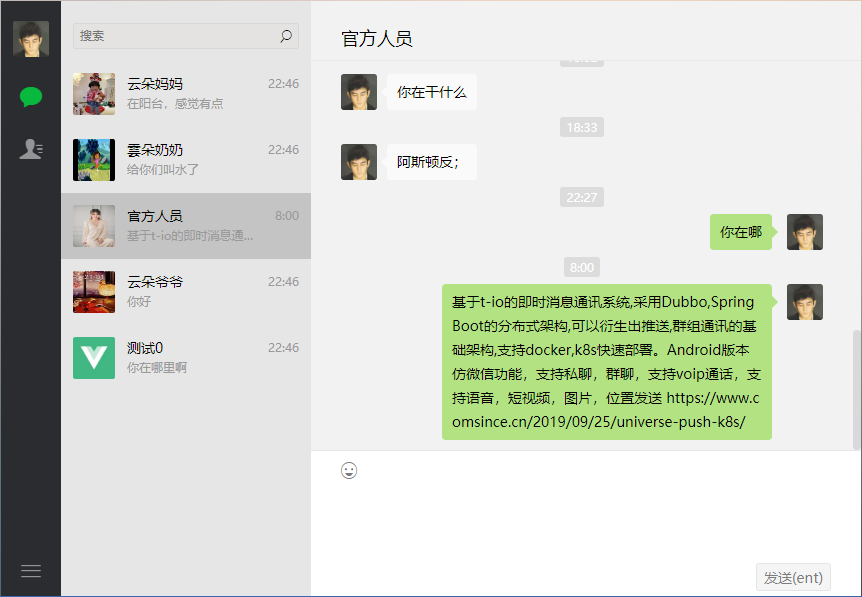 搜索
云朵妈妈 22:46
在阳台，感觉有点
雲朵奶奶 22:46
给你们叫水了
官方人员 8:00
基于t-io的即时消息通...
云朵爷爷 22:46
你好
测试0 22:46
你在哪里啊
官方人员
你在干什么
18:33
阿斯顿反；
22:27
你在哪
8:00
基于t-io的即时消息通讯系统,采用Dubbo,Spring
Boot的分布式架构,可以衍生出推送,群组通讯的基
础架构,支持docker,k8s快速部署。Android版本
仿微信功能，支持私聊，群聊，支持voip通话，支
持语音，短视频，图片，位置发送 https://www.c
omsince.cn/2019/09/25/universe-push-k8s/
发送(ent)